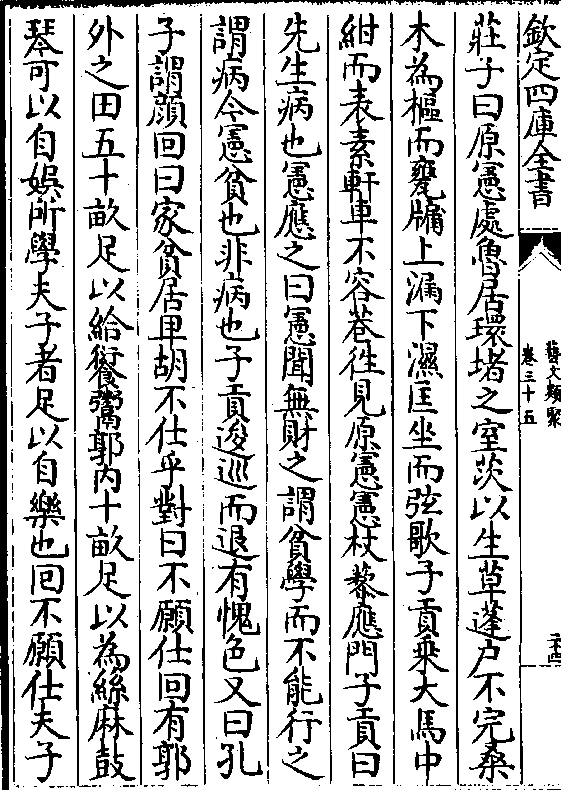 欽定四庫全書
藝文類聚
卷三十五
莊子曰原憲處魯居環堵之室茨以生草蓬户不完桑
木為樞而甕牖上漏下濕匡坐而弦歌子貢乗大馬中
紺而表素軒車不容巷徃見原憲憲杖藜應門子貢曰
先生病也憲應之曰憲聞無財之謂貧學而不能行之
謂病今憲貧也非病也子貢逡巡而退有愧色又曰孔
子謂顔回曰家貧居卑胡不仕乎對曰不願仕回有郭
外之田五十畝足以給饘鬻郭内十畝足以為絲麻鼓
琴可以自娯所學夫子者足以自樂也回不願仕夫子